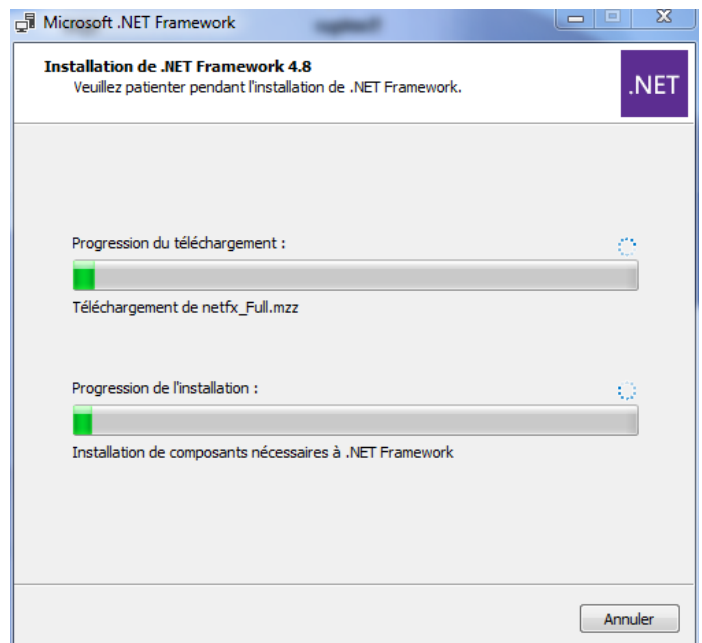 Microsoft .NET Framework
Installation de .NET Framework 4.8
Veuillez patienter pendant l'installation de .NET Framework.
.NET
Progression du téléchargement :
Téléchargement de netfx_Full.mzz
Progression de l'installation :
Installation de composants nécessaires à .NET Framework
Annuler